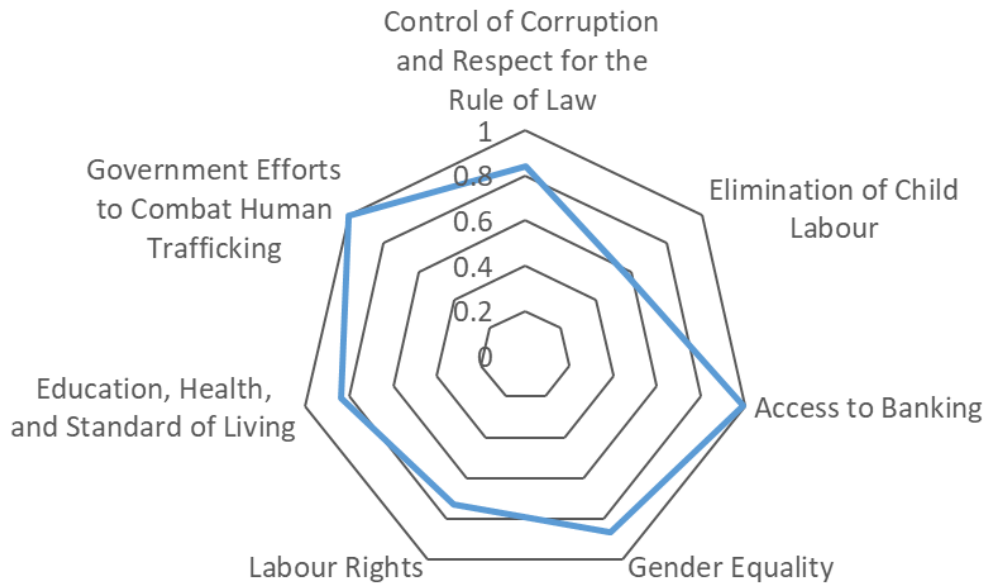 Control of Corruption
and Respect for the
Rule of Law
1
0.8
0.6
0.4
0.2
0
Elimination of Child
Labour
Access to Banking
Gender Equality
Labour Rights
Education, Health,
and Standard of Living
Government Efforts
to Combat Human
Trafficking